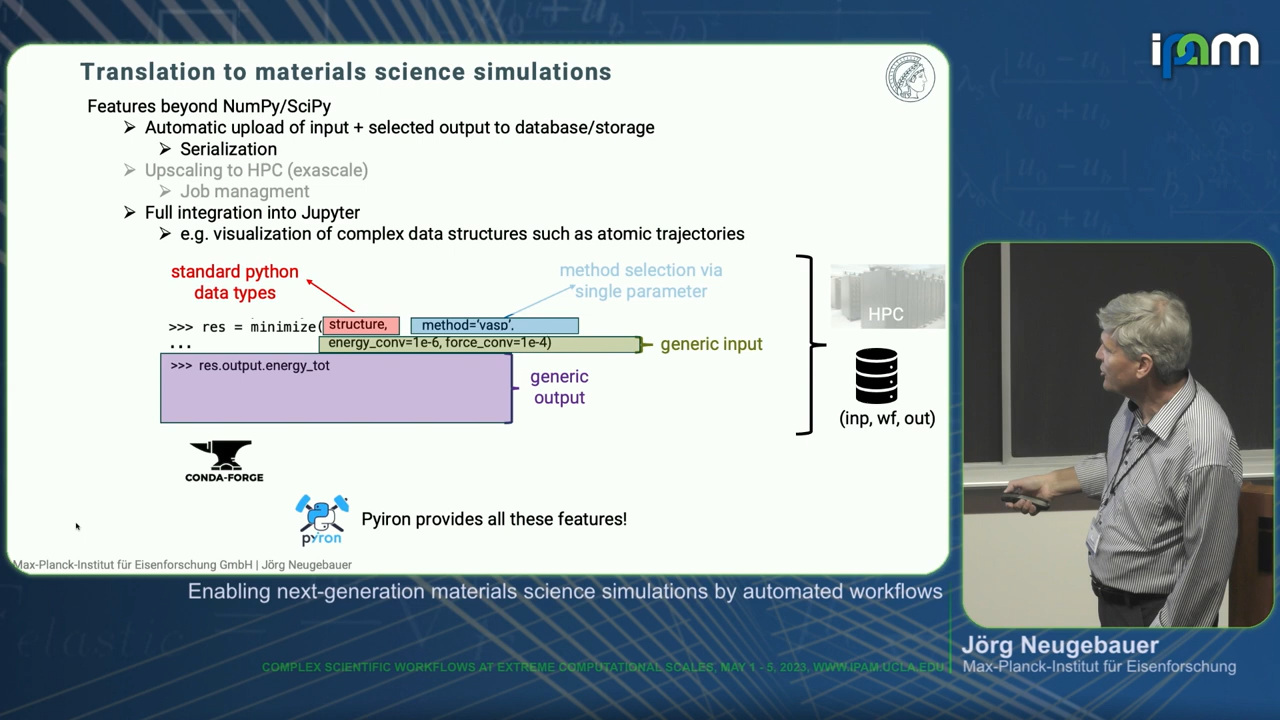 ipam
Translation to materials science simulations
Features beyond NumPy/SciPy
Automatic upload of input + selected output to database/storage
Serialization
Upscaling to HPC (exascale)
Job managment
Full integration into Jupyter
e.g. visualization of complex data structures such as atomic trajectories
standard python
data types
method selection via
single parameter
>>> res = minimize(structure, method='vasp',
... energy_conv=1e-6, force_conv=1e-4)
generic input
>>> res.output.energy_tot
generic
output
HPC
(inp, wf, out)
CONDA-FORGE
pyiron
Pyiron provides all these features!
Max-Planck-Institut für Eisenforschung GmbH | Jörg Neugebauer
Enabling next-generation materials science simulations by automated workflows
Jörg Neugebauer
Max-Planck-Institut für Eisenforschung
COMPLEX SCIENTIFIC WORKFLOWS AT EXTREME COMPUTATIONAL SCALES, MAY 1 - 5, 2023, WWW.IPAM.UCLA.EDU
elastic